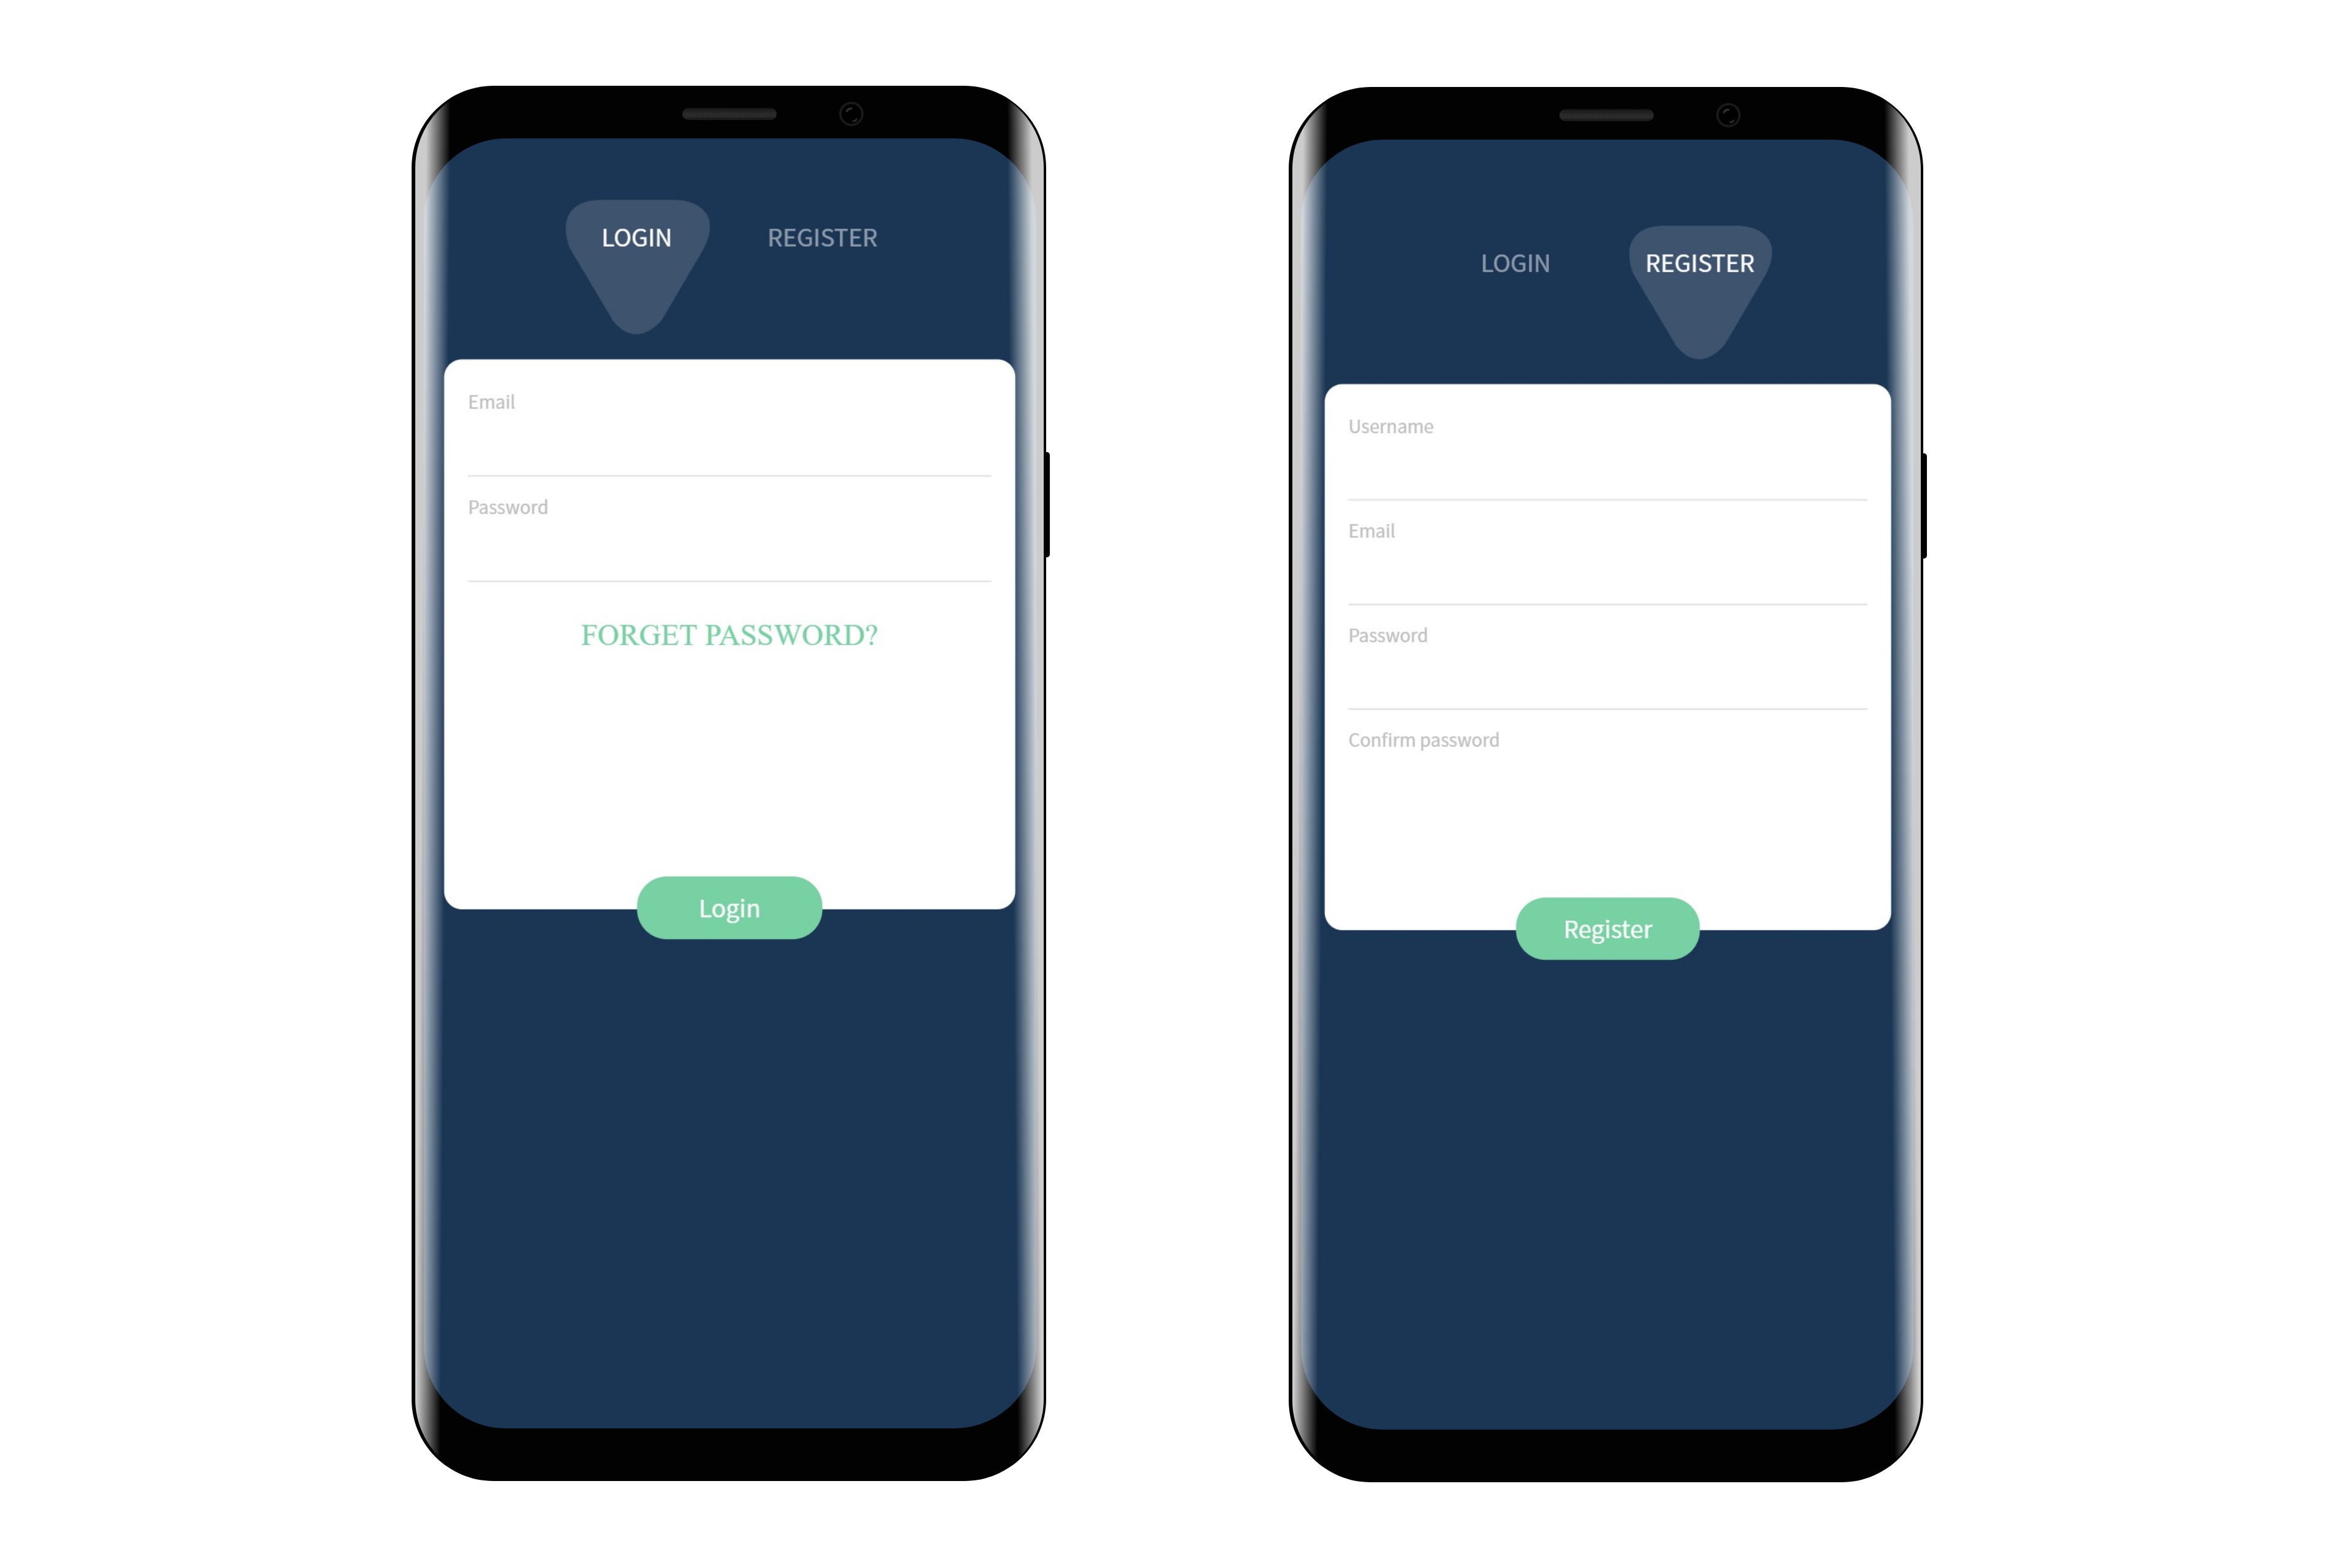 LOGIN REGISTER
Email
Password
FORGET PASSWORD?
Login
LOGIN REGISTER
Username
Email
Password
Confirm password
Register